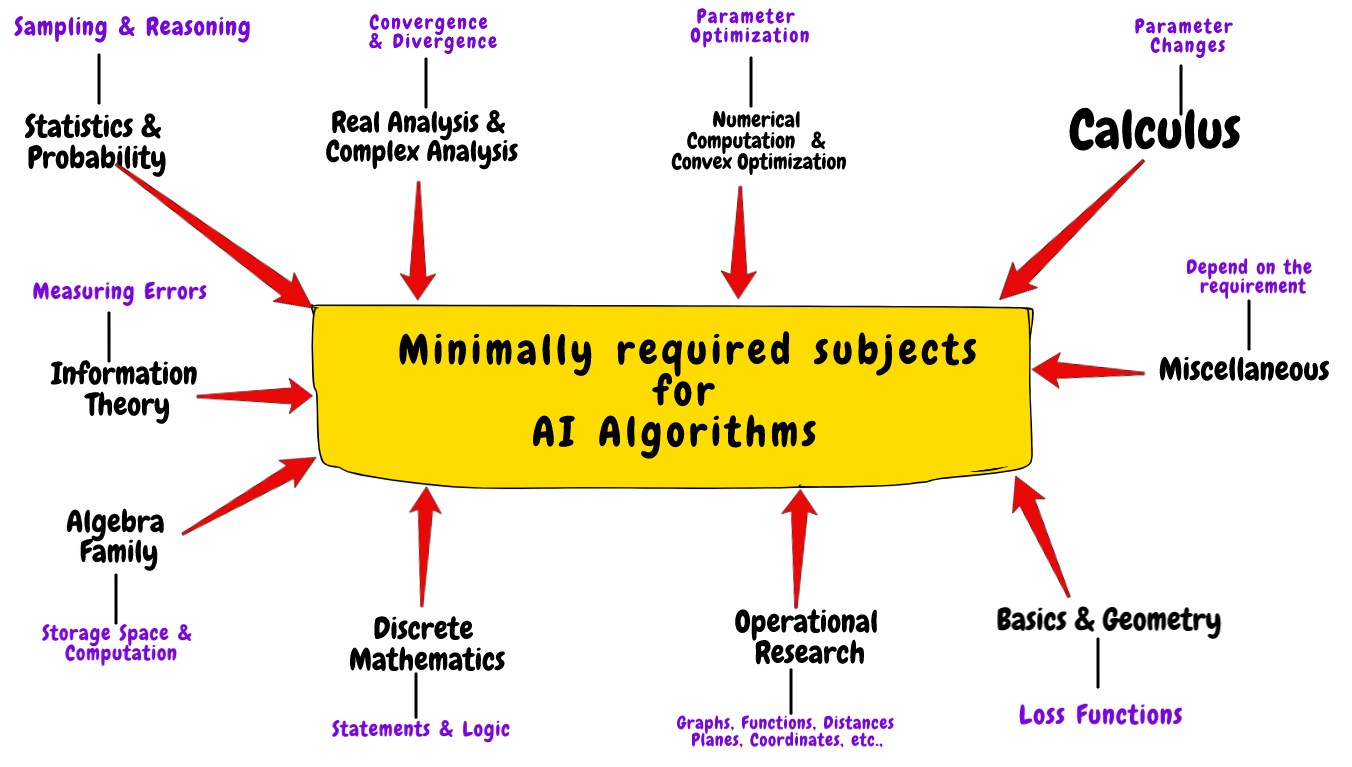 Sampling & Reasoning
Statistics &
Probability
Convergence
& Divergence
Real Analysis &
Complex Analysis
Parameter
Optimization
Numerical
Computation &
Convex Optimization
Parameter
Changes
Calculus
Measuring Errors
Information
Theory
Minimally required subjects
for
AI Algorithms
Depend on the
requirement
Miscellaneous
Algebra
Family
Storage Space &
Computation
Discrete
Mathematics
Statements & Logic
Operational
Research
Graphs, Functions, Distances
Planes, Coordinates, etc.,
Basics & Geometry
Loss Functions